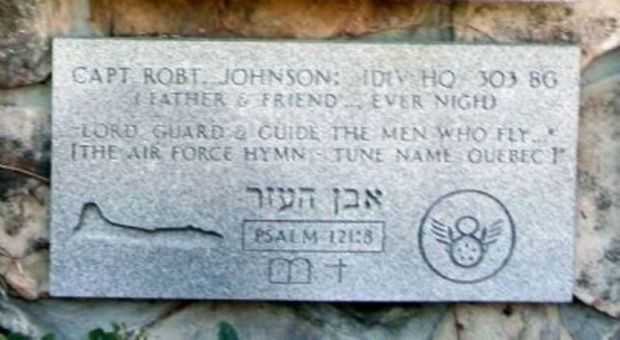 CAPT. ROBT. JOHNSON: 1DIV HQ - 303 BG
(FATHER & FRIEND... EVER NIGH)
"LORD, GUARD & GUIDE THE MEN WHO FLY..."
[THE AIR FORCE HYMN - TUNE NAME QUEBEC]"
אבן העזר
PSALM 121:8
8